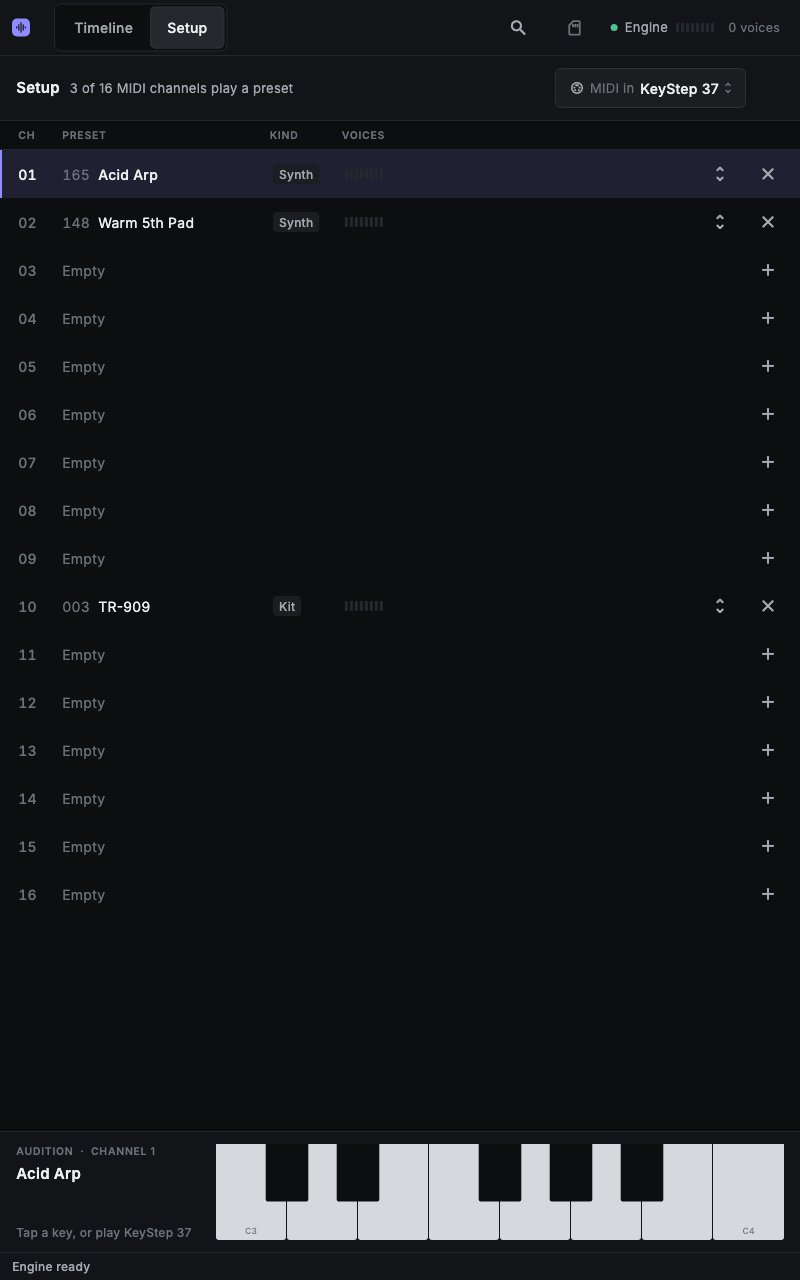 Timeline Setup Engine 0 voices
Setup 3 of 16 MIDI channels play a preset MIDI In KeyStep 37
CH PRESET KIND VOICES
01 165 Acid Arp Synth
02 148 Warm 5th Pad Synth
03 Empty
04 Empty
05 Empty
06 Empty
07 Empty
08 Empty
09 Empty
10 003 TR-909 Kit
11 Empty
12 Empty
13 Empty
14 Empty
15 Empty
16 Empty
AUDITION · CHANNEL 1
Acid Arp
Tap a key, or play KeyStep 37
C3 C4
Engine ready